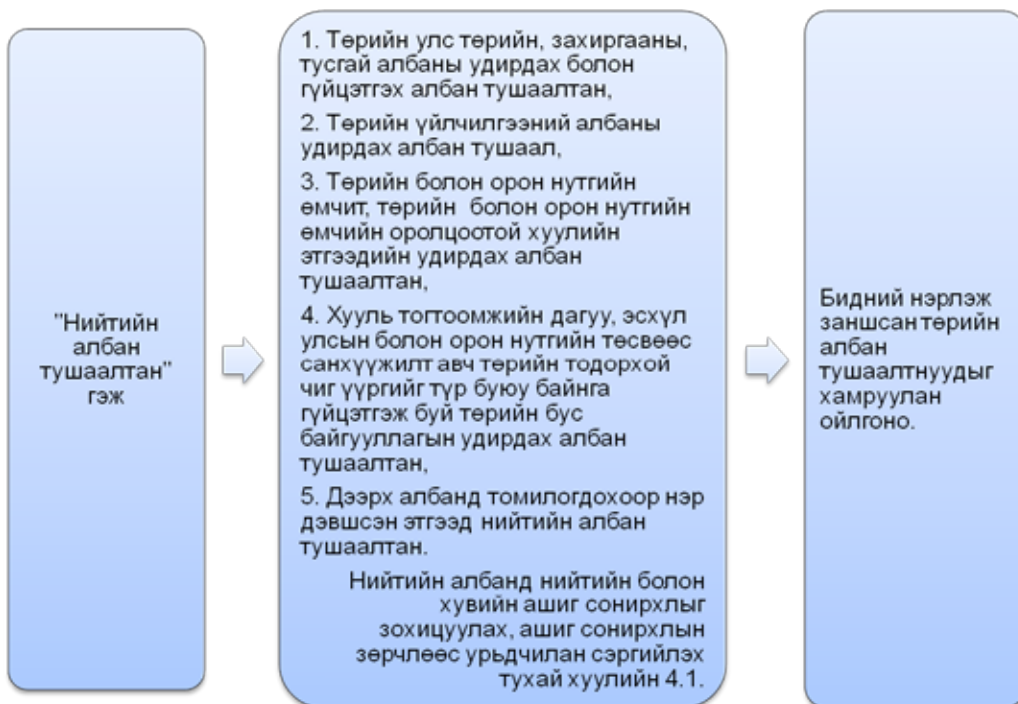 "Нийтийн
албан
тушаалтан"
гэж
1. Төрийн улс төрийн, захиргааны,
тусгай албаны удирдах болон
гүйцэтгэх албан тушаалтан,
2. Төрийн үйлчилгээний албаны
удирдах албан тушаал,
3. Төрийн болон орон нутгийн
өмчит, төрийн болон орон нутгийн
өмчийн оролцоотой хуулийн
этгээдийн удирдах албан
тушаалтан,
4. Хууль тогтоомжийн дагуу, эсхүл
улсын болон орон нутгийн төсвөөс
санхүүжилт авч төрийн тодорхой
чиг үүргийг түр буюу байнга
гүйцэтгэж буй төрийн бус
байгууллагын удирдах албан
тушаалтан,
5. Дээрх албанд томилогдохоор нэр
дэвшсэн этгээд нийтийн албан
тушаалтан.
Нийтийн албанд нийтийн болон
хувийн ашиг сонирхлыг
зохицуулах, ашиг сонирхлын
зөрчлөөс урьдчилан сэргийлэх
тухай хуулийн 4.1.
Бидний нэрлэж
заншсан төрийн
албан
тушаалтнуудыг
хамруулан
ойлгоно.